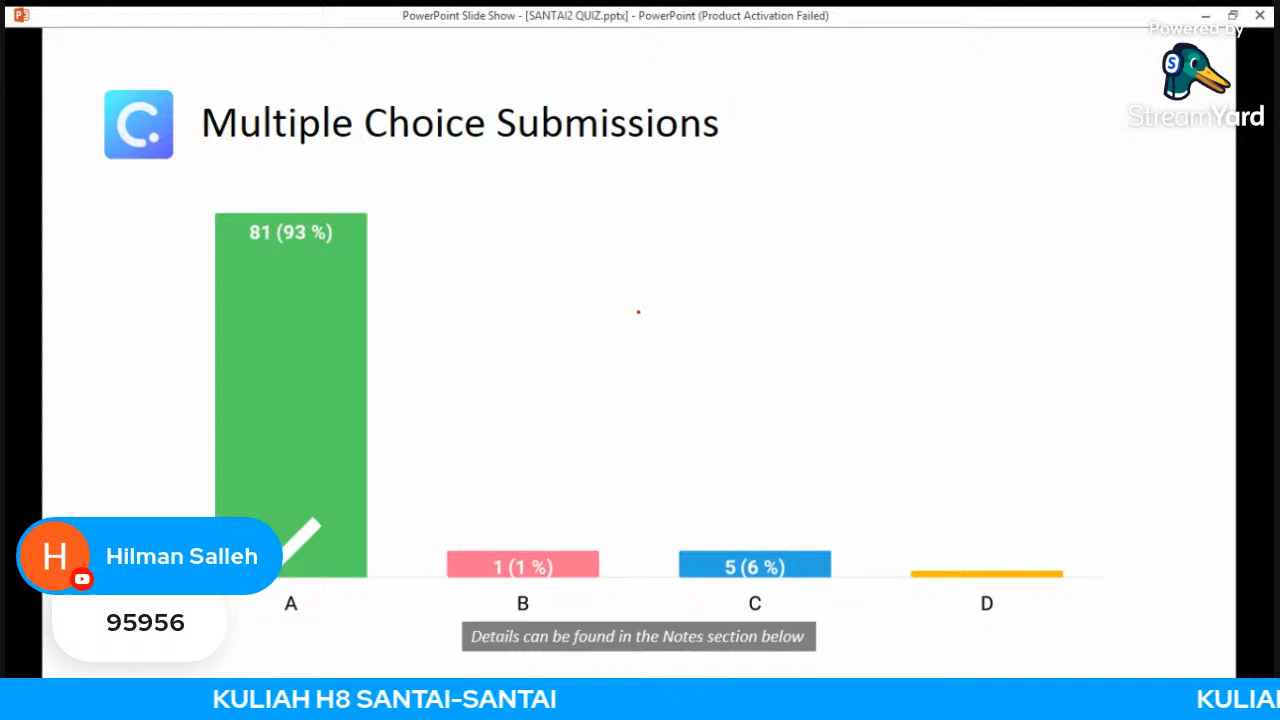 PowerPoint Slide Show - [SANTAI2 QUIZ.pptx] - PowerPoint (Product Activation Failed)
Powered by
StreamYard
Multiple Choice Submissions
81 (93 %)
1 (1 %)
5 (6 %)
A
B
C
D
Details can be found in the Notes section below
H
Hilman Salleh
95956
KULIAH H8 SANTAI-SANTAI
KULIAH